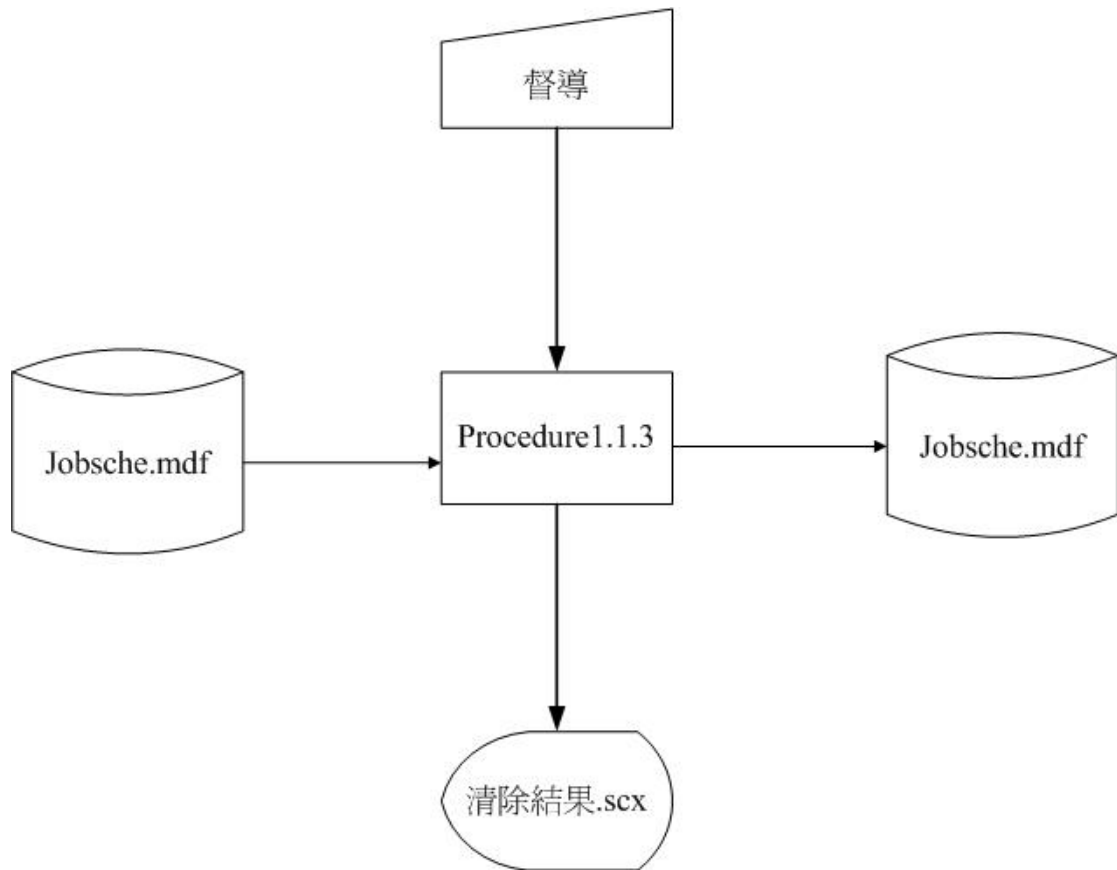 督導
Jobsche.mdf
Procedure1.1.3
Jobsche.mdf
清除結果.scx